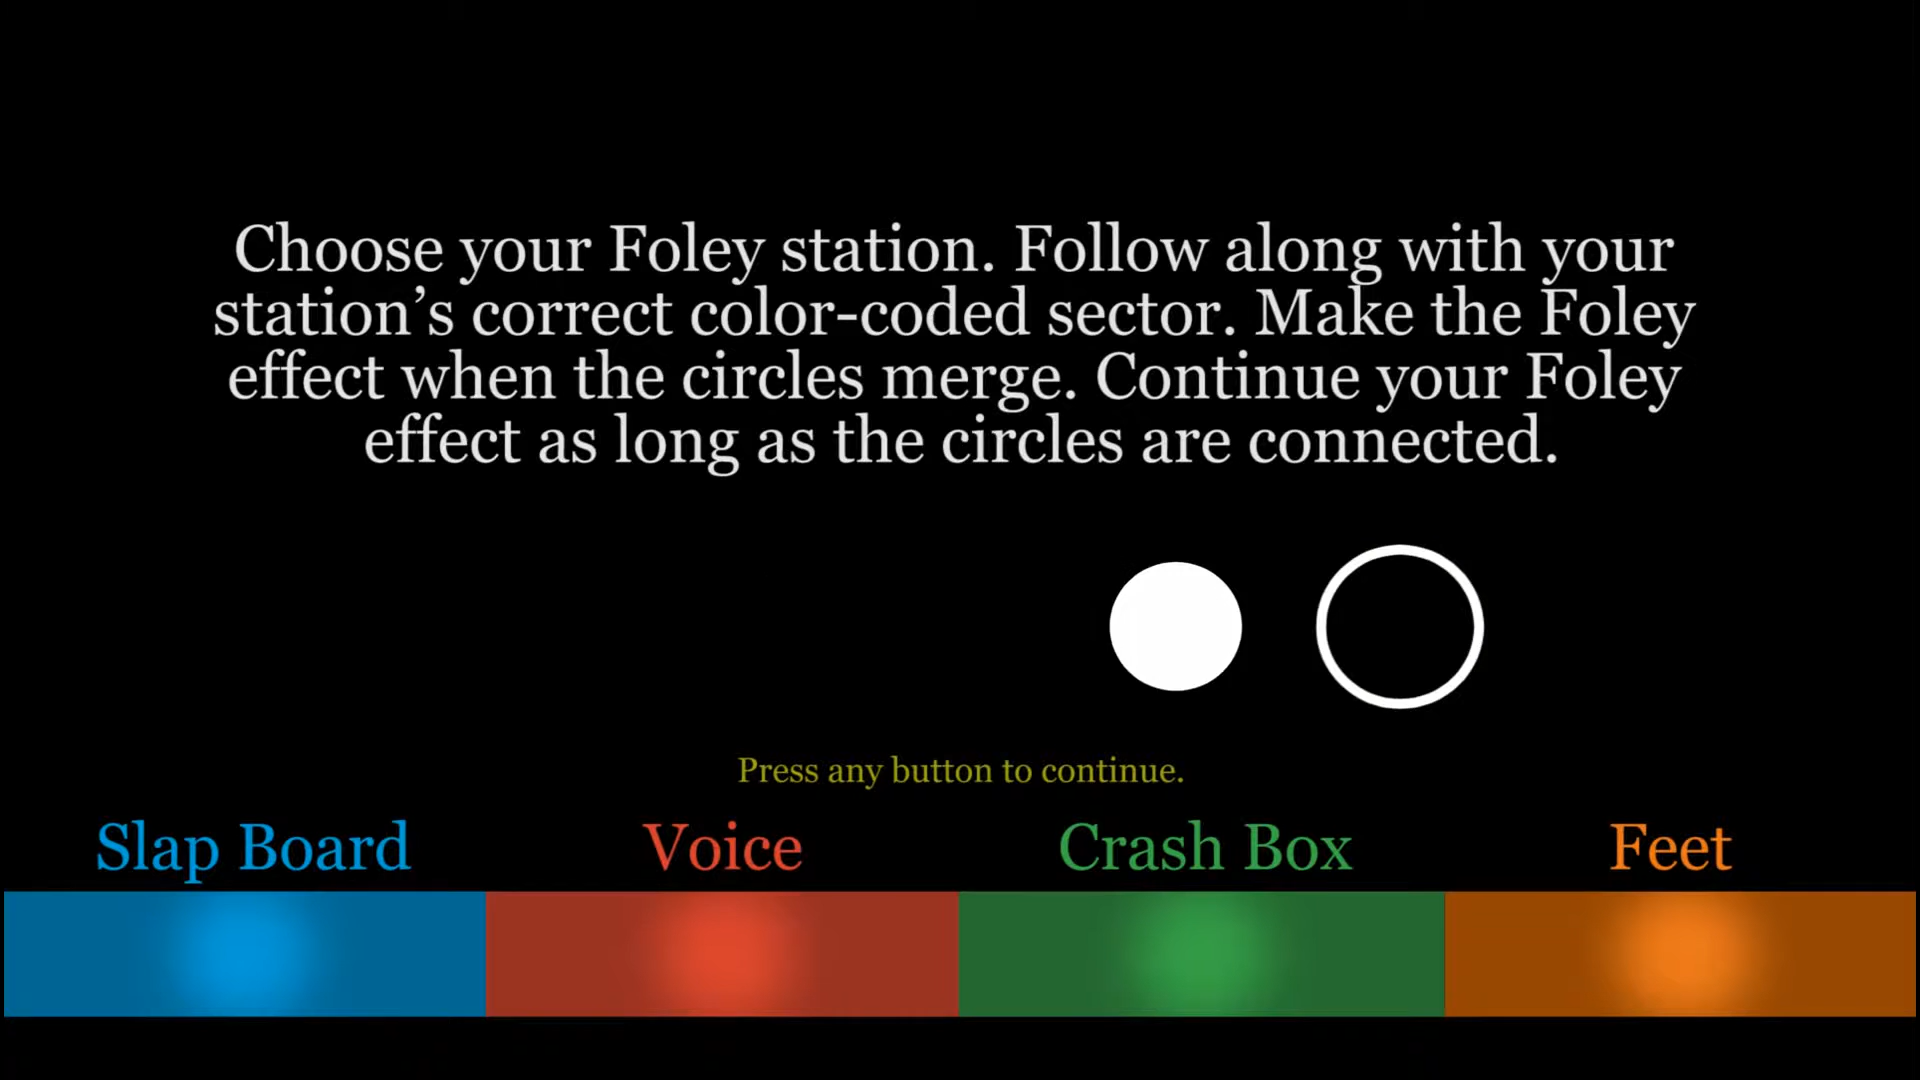 Choose your Foley station. Follow along with your
station’s correct color-coded sector. Make the Foley
effect when the circles merge. Continue your Foley
effect as long as the circles are connected.
Press any button to continue.
Slap Board
Voice
Crash Box
Feet